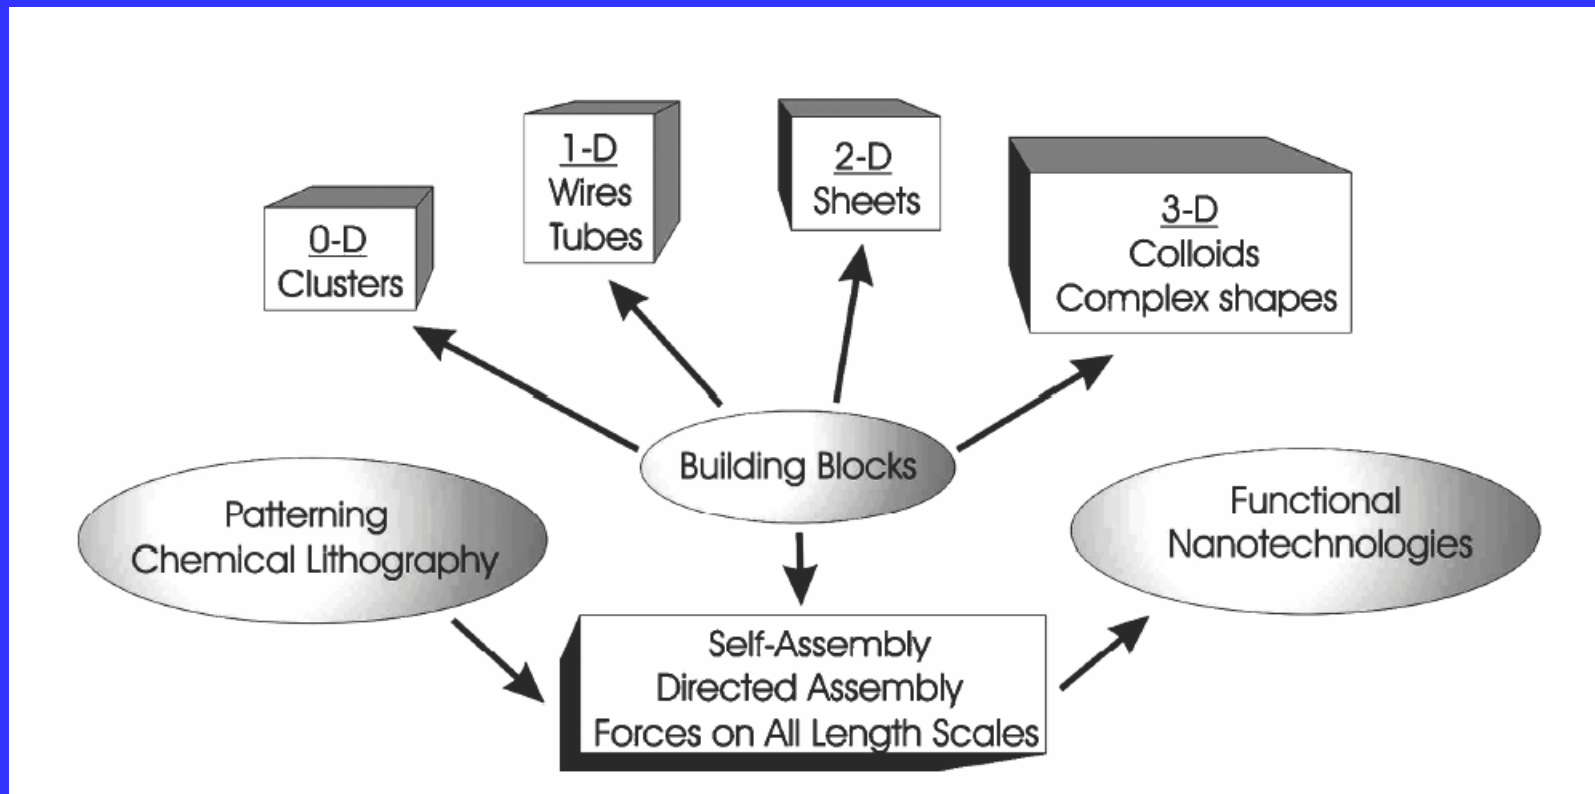 0-D
Clusters
1-D
Wires
Tubes
2-D
Sheets
3-D
Colloids
Complex shapes
Building Blocks
Patterning
Chemical Lithography
Functional
Nanotechnologies
Self-Assembly
Directed Assembly
Forces on All Length Scales